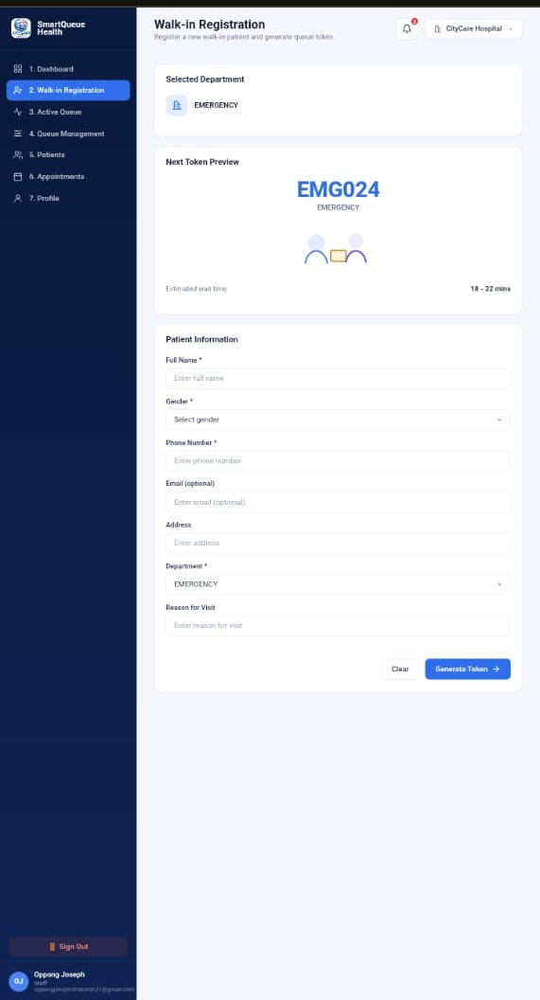 SmartQueue
Health
1. Dashboard
2. Walk-in Registration
3. Active Queue
4. Queue Management
5. Patients
6. Appointments
7. Profile
Sign Out
OJ
Oppong Joseph
Staff
Walk-in Registration
Register a new walk-in patient and generate queue token.
CityCare Hospital
Selected Department
EMERGENCY
Next Token Preview
EMG024
EMERGENCY
Estimated wait time
18 - 22 mins
Patient Information
Full Name *
Enter full name
Gender *
Select gender
Phone Number *
Enter phone number
Email (optional)
Enter email (optional)
Address
Enter address
Department *
EMERGENCY
Reason for Visit
Enter reason for visit
Clear
Generate Token →